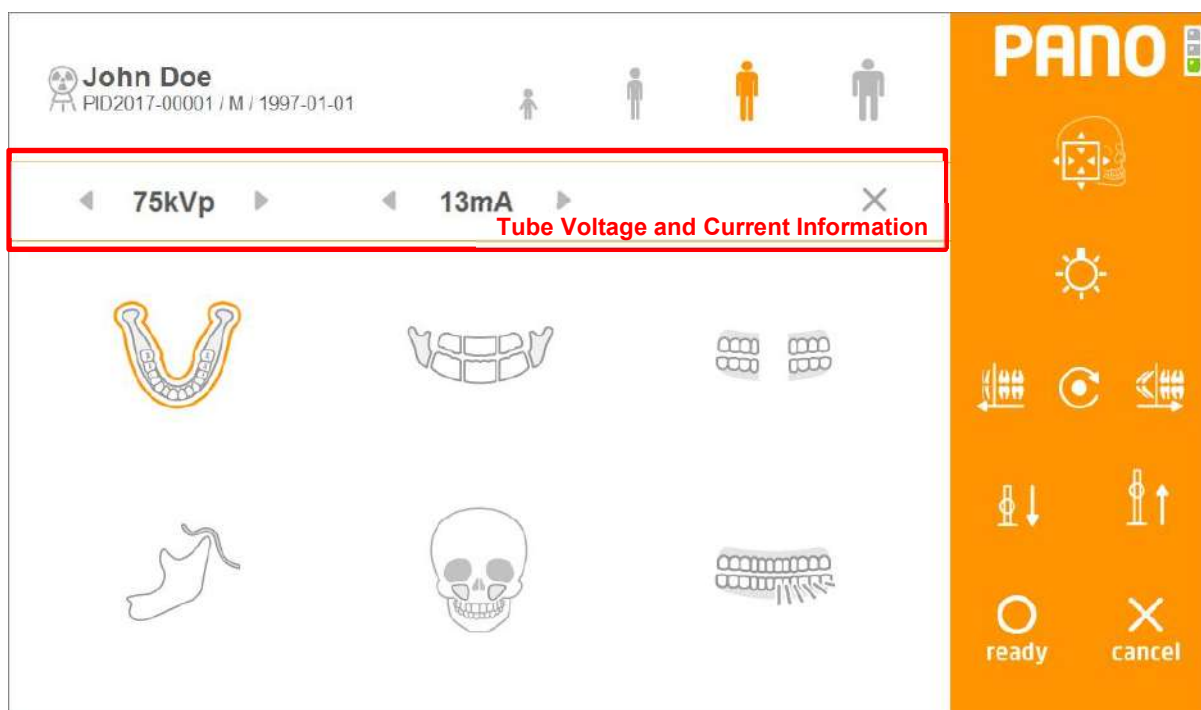 John Doe
PID2017-00001 / M / 1997-01-01
PANO
75kVp
13mA
Tube Voltage and Current Information
ready
cancel